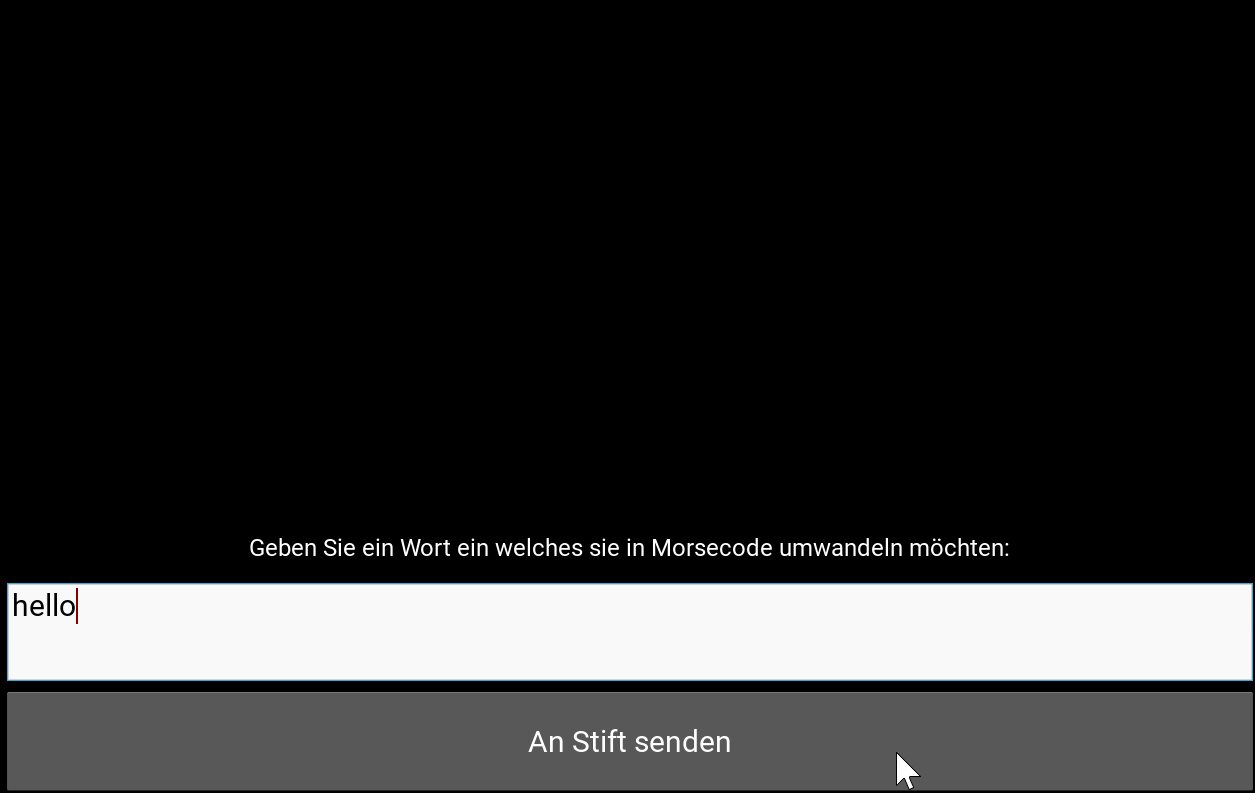 Geben Sie ein Wort ein welches sie in Morsecode umwandeln möchten:
hello
An Stift senden